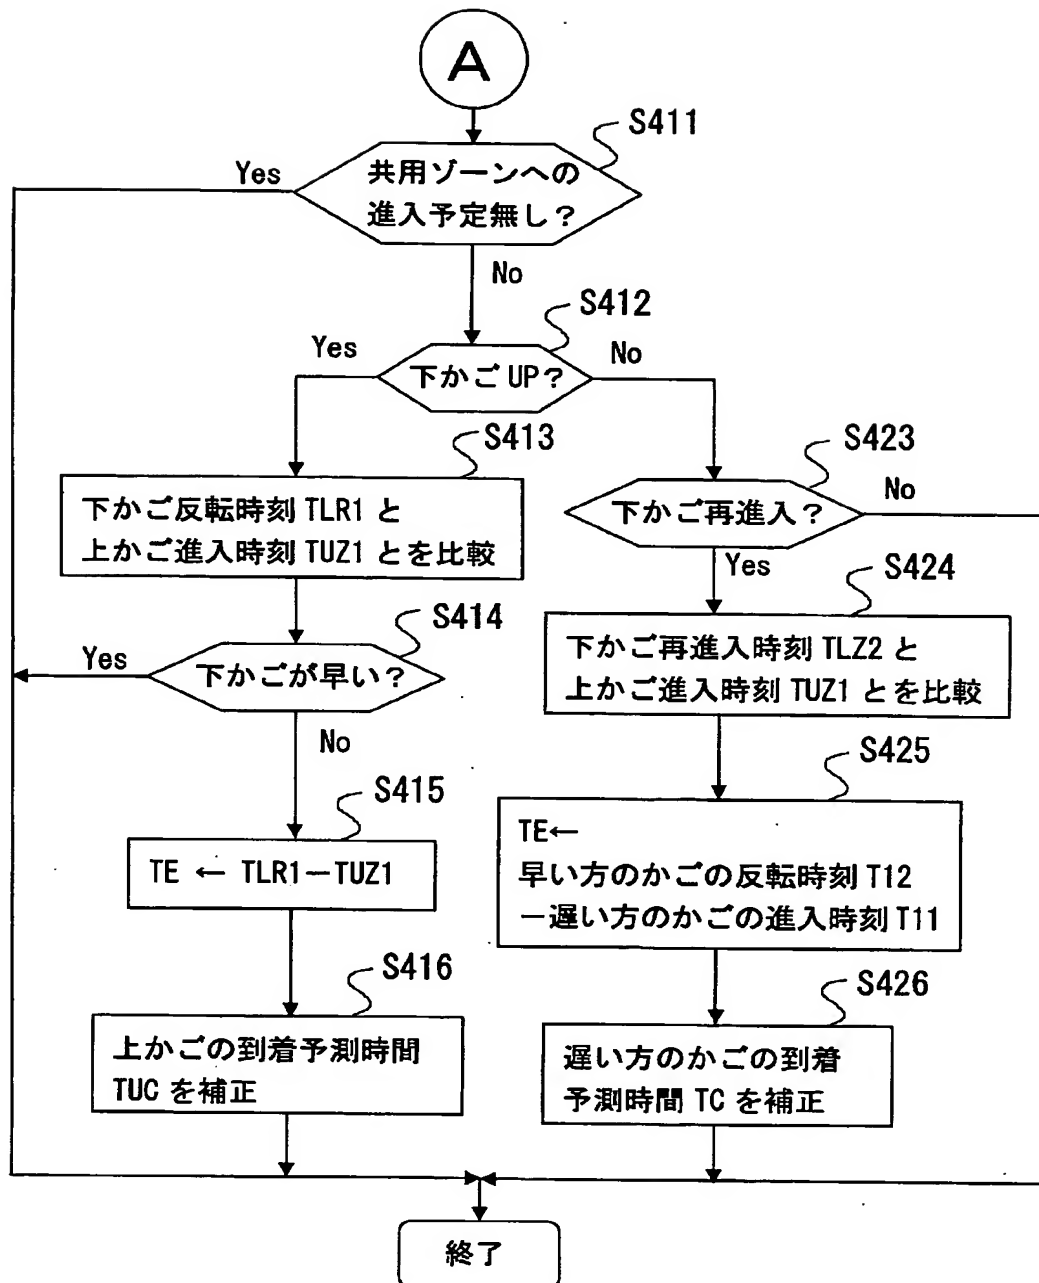 A
S411
共用ゾーンへの
進入予定無し？
Yes
No
S412
下かごUP？
Yes
No
S413
下かご反転時刻 TLR1 と
上かご進入時刻 TUZ1 とを比較
S414
下かごが早い？
Yes
No
S415
TE ← TLR1－TUZ1
S416
上かごの到着予測時間
TUC を補正
S423
下かご再進入？
No
Yes
S424
下かご再進入時刻 TLZ2 と
上かご進入時刻 TUZ1 とを比較
S425
TE←
早い方のかごの反転時刻 T12
－遅い方のかごの進入時刻 T11
S426
遅い方のかごの到着
予測時間 TC を補正
終了